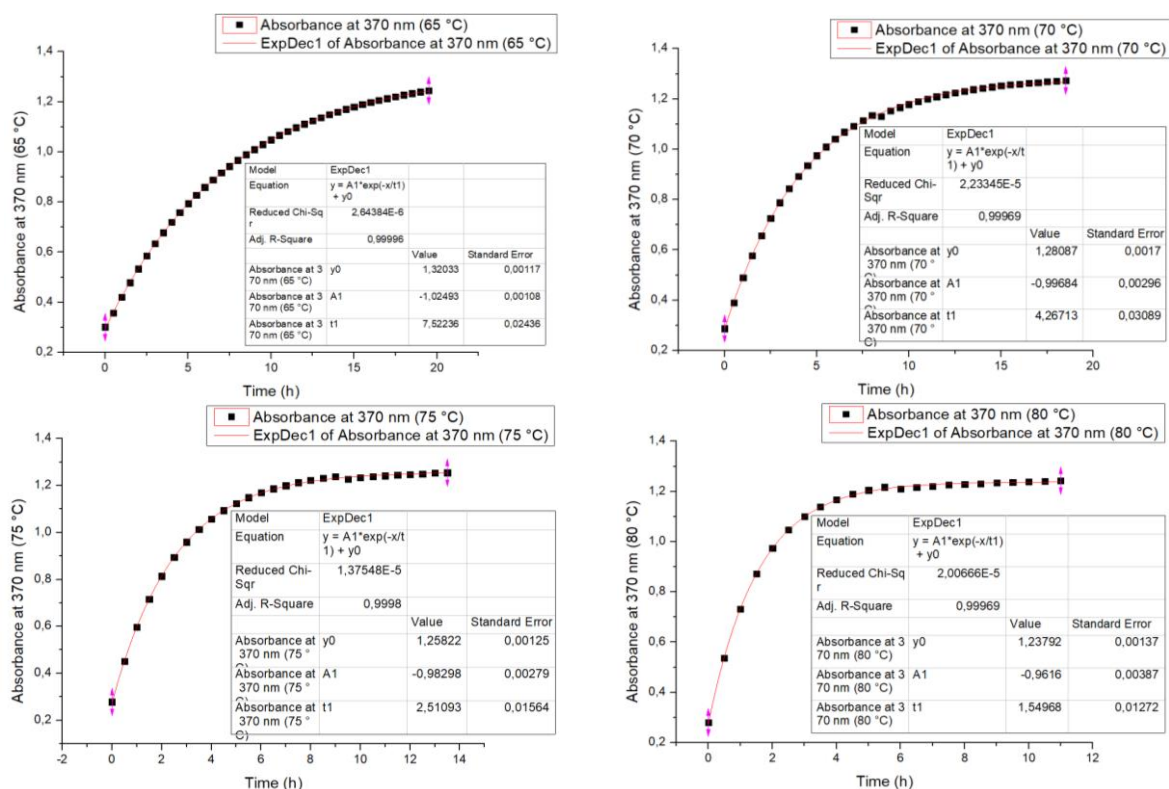 Absorbance at 370 nm (65 °C)
ExpDec1 of Absorbance at 370 nm (65 °C)
1,4
1,2
1,0
0,8
0,6
0,4
0,2
Absorbance at 370 nm (65 °C)
0
5
10
15
20
Time (h)
Model ExpDec1
Equation y = A1*exp(-x/t1)
+ y0
Reduced Chi-Sq
r
2,64384E-6
Adj. R-Square 0,99996
Value Standard Error
Absorbance at 3
70 nm (65 °C)
y0 1,32033 0,00117
Absorbance at 3
70 nm (65 °C)
A1 -1,02493 0,00108
Absorbance at 3
70 nm (65 °C)
t1 7,52236 0,02436
Absorbance at 370 nm (70 °C)
ExpDec1 of Absorbance at 370 nm (70 °C)
1,4
1,2
1,0
0,8
0,6
0,4
0,2
Absorbance at 370 nm (70 °C)
0
5
10
15
20
Time (h)
Model ExpDec1
Equation y = A1*exp(-x/t
1) + y0
Reduced Chi-
Sqr
2,23345E-5
Adj. R-Square 0,99969
Value Standard Error
Absorbance at
370 nm (70 °
y0 1,28087 0,0017
Absorbance at
370 nm (70 °
A1 -0,99684 0,00296
Absorbance at
370 nm (70 °
t1 4,26713 0,03089
Absorbance at 370 nm (75 °C)
ExpDec1 of Absorbance at 370 nm (75 °C)
1,4
1,2
1,0
0,8
0,6
0,4
0,2
Absorbance at 370 nm (75 °C)
-2
0
2
4
6
8
10
12
14
Time (h)
Model ExpDec1
Equation y = A1*exp(-x/t
1) + y0
Reduced Chi-
Sqr
1,37548E-5
Adj. R-Square 0,9998
Value Standard Error
Absorbance at
370 nm (75 °
y0 1,25822 0,00125
Absorbance at
370 nm (75 °
A1 -0,98298 0,00279
Absorbance at
370 nm (75 °
t1 2,51093 0,01564
Absorbance at 370 nm (80 °C)
ExpDec1 of Absorbance at 370 nm (80 °C)
1,4
1,2
1,0
0,8
0,6
0,4
0,2
Absorbance at 370 nm (80 °C)
0
2
4
6
8
10
12
Time (h)
Model ExpDec1
Equation y = A1*exp(-x/t1)
+ y0
Reduced Chi-Sq
r
2,00666E-5
Adj. R-Square 0,99969
Value Standard Error
Absorbance at 3
70 nm (80 °C)
y0 1,23792 0,00137
Absorbance at 3
70 nm (80 °C)
A1 -0,9616 0,00387
Absorbance at 3
70 nm (80 °C)
t1 1,54968 0,01272